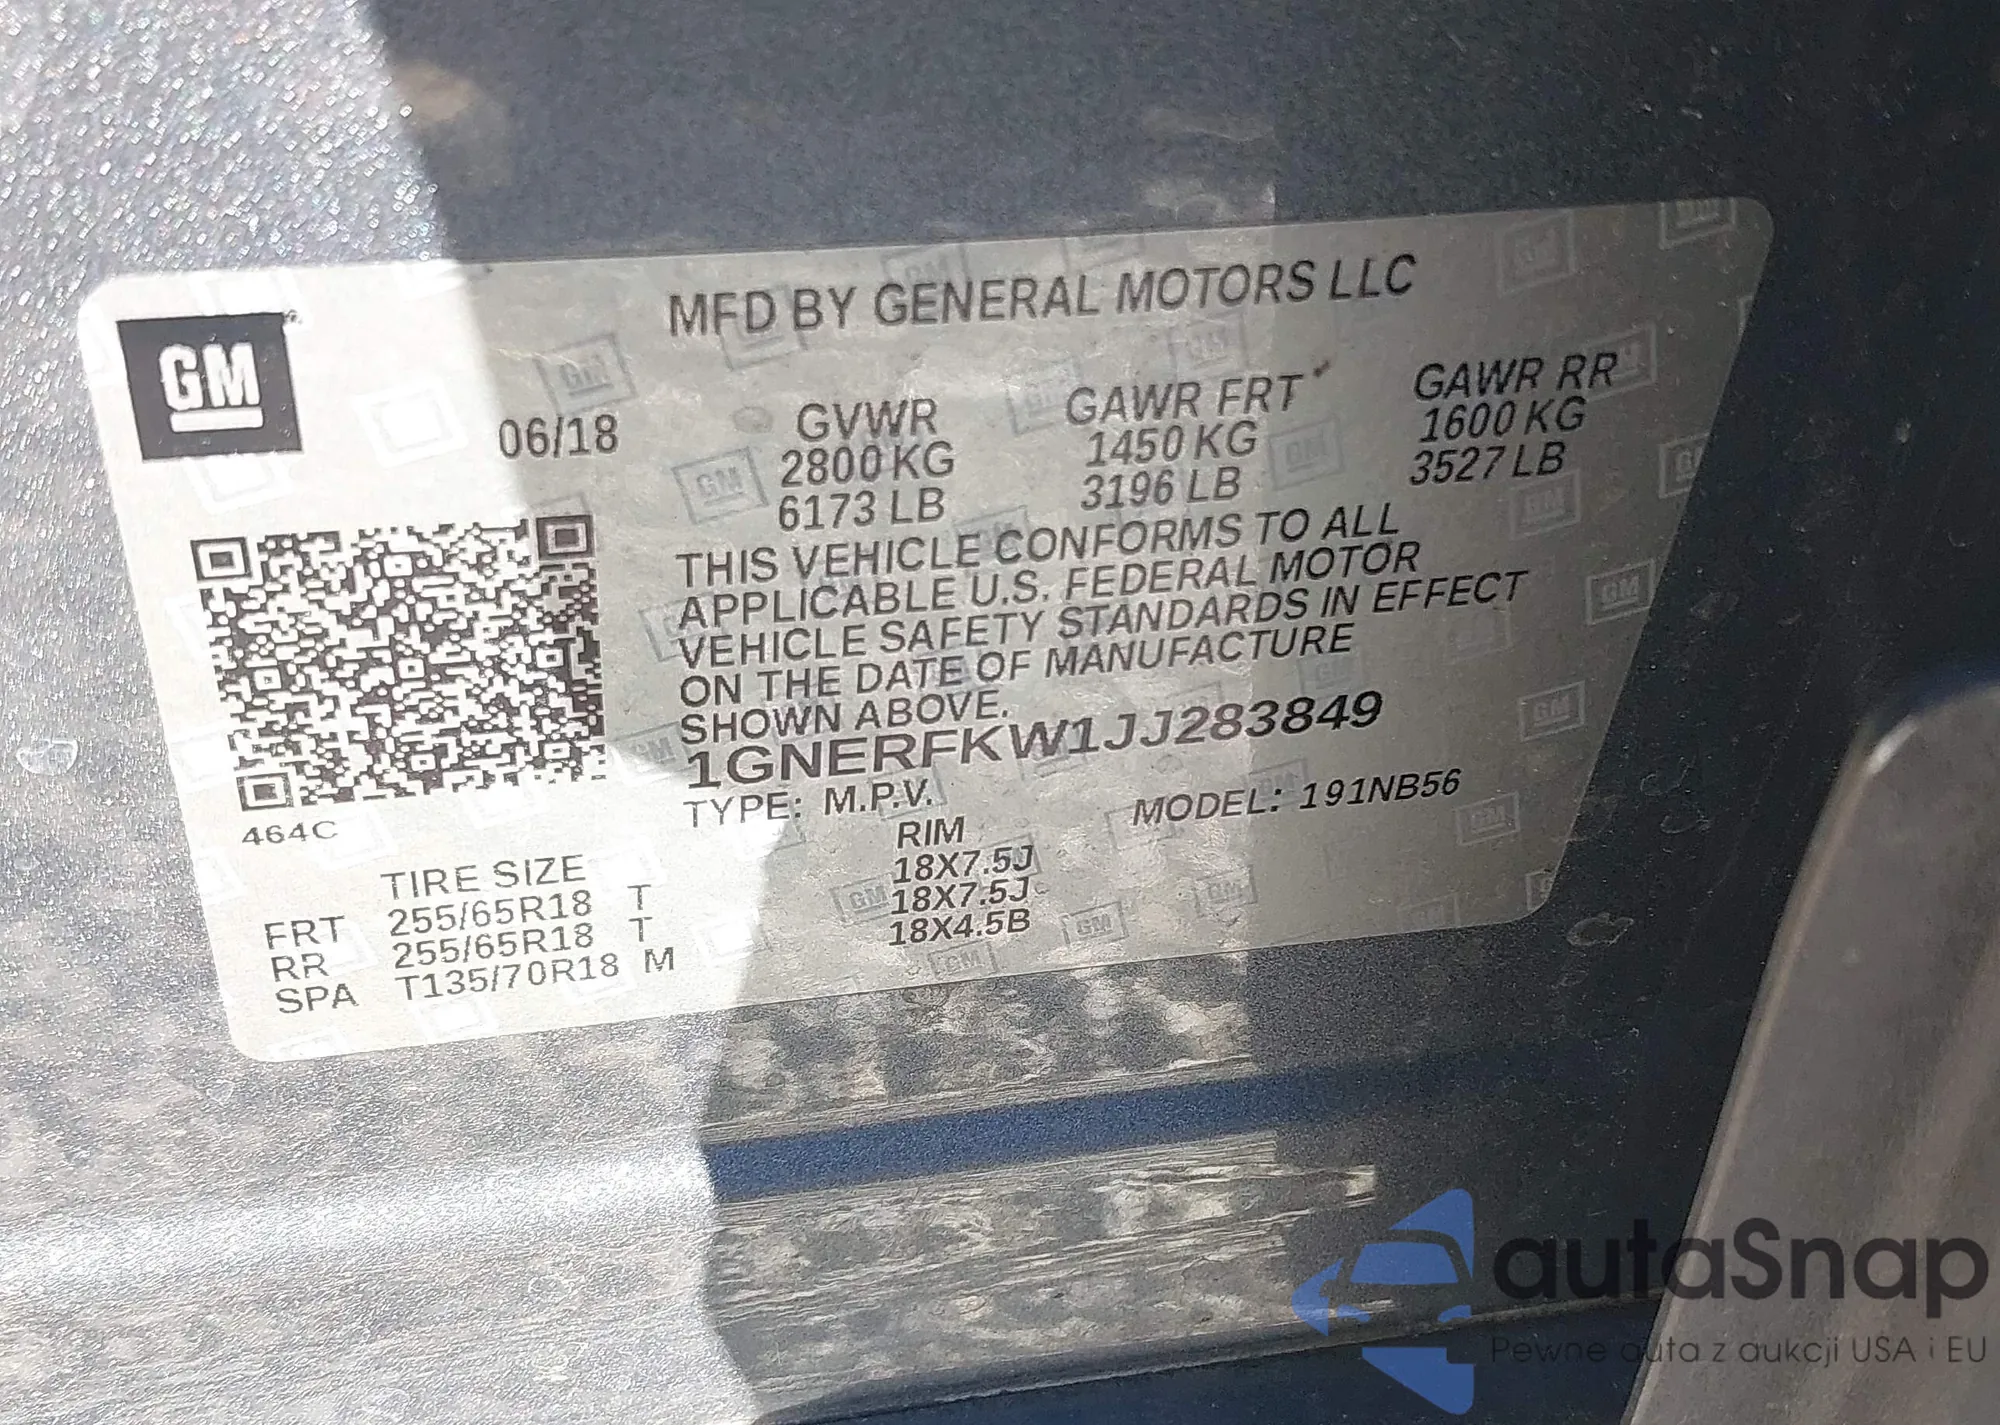 GM
MFD BY GENERAL MOTORS LLC
06/18
GVWR
2800 KG
6173 LB
GAWR FRT
1450 KG
3196 LB
GAWR RR
1600 KG
3527 LB
THIS VEHICLE CONFORMS TO ALL
APPLICABLE U.S. FEDERAL MOTOR
VEHICLE SAFETY STANDARDS IN EFFECT
ON THE DATE OF MANUFACTURE
SHOWN ABOVE.
1GNERFKW1JJ283849
TYPE: M.P.V.
MODEL: 191NB56
464C
TIRE SIZE RIM
FRT 255/65R18 T 18X7.5J
RR 255/65R18 T 18X7.5J
SPA T135/70R18 M 18X4.5B
autaSnap
Pewne auta z aukcji USA i EU